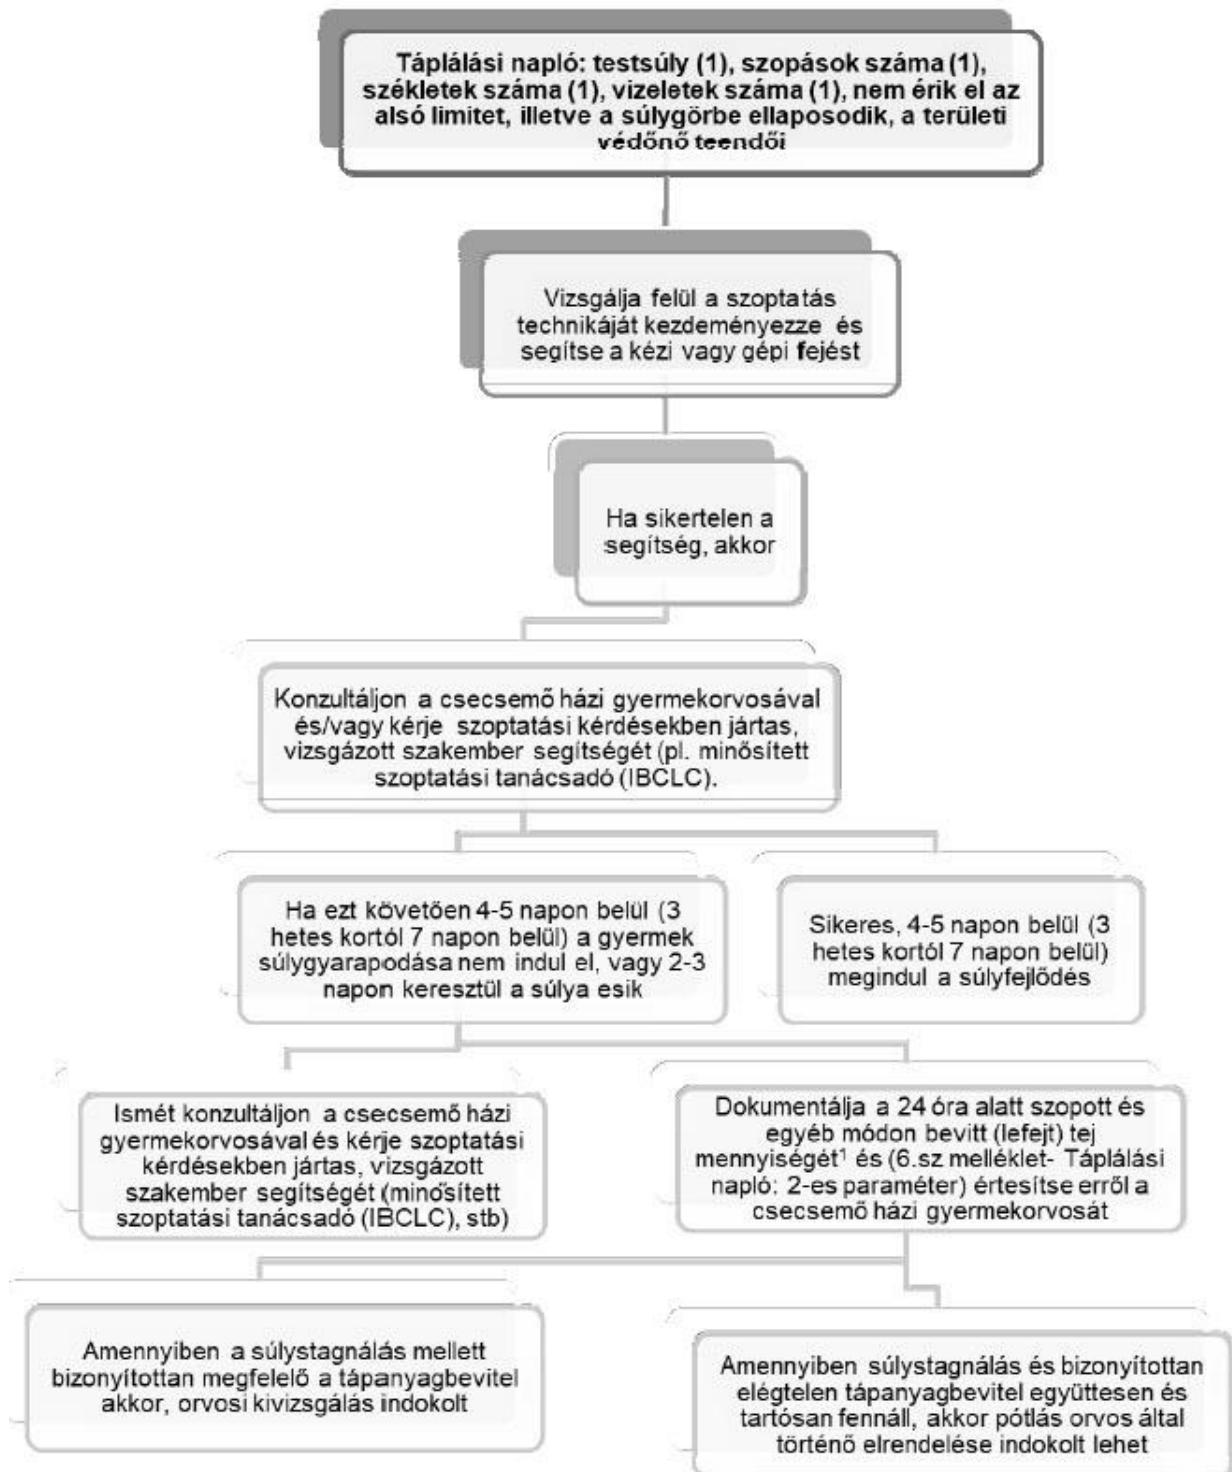 Táplálási napló: testsúly (1), szopások száma (1),
székletek száma (1), vizeletek száma (1), nem érik el az
alsó limitet, illetve a súlygörbe ellaposodik, a területi
védőnő teendői
Vizsgálja felül a szoptatás
technikáját kezdeményezze és
segítse a kézi vagy gépi fejést
Ha sikertelen a
segítség, akkor
Konzultáljon a csecsemő házi gyermekorvosával
és/vagy kérje szoptatási kérdésekben jártas,
vizsgázott szakember segítségét (pl. minősített
szoptatási tanácsadó (IBCLC).
Ha ezt követően 4-5 napon belül (3
hetes kortól 7 napon belül) a gyermek
súlygyarapodása nem indul el, vagy 2-3
napon keresztül a súlya esik
Sikeres, 4-5 napon belül (3
hetes kortól 7 napon belül)
megindul a súlyfejlődés
Ismét konzultáljon a csecsemő házi
gyermekorvosával és kérje szoptatási
kérdésekben jártas, vizsgázott
szakember segítségét (minősített
szoptatási tanácsadó (IBCLC), stb)
Dokumentálja a 24 óra alatt szopott és
egyéb módon bevitt (lefejt) tej
mennyiségét¹ és (6.sz melléklet- Táplálási
napló: 2-es paraméter) értesítse erről a
csecsemő házi gyermekorvosát
Amennyiben a súlystagnálás mellett
bizonyítottan megfelelő a tápanyagbevitel
akkor, orvosi kivizsgálás indokolt
Amennyiben súlystagnálás és bizonyítottan
elégtelen tápanyagbevitel együttesen és
tartósan fennáll, akkor pótlás orvos által
történő elrendelése indokolt lehet